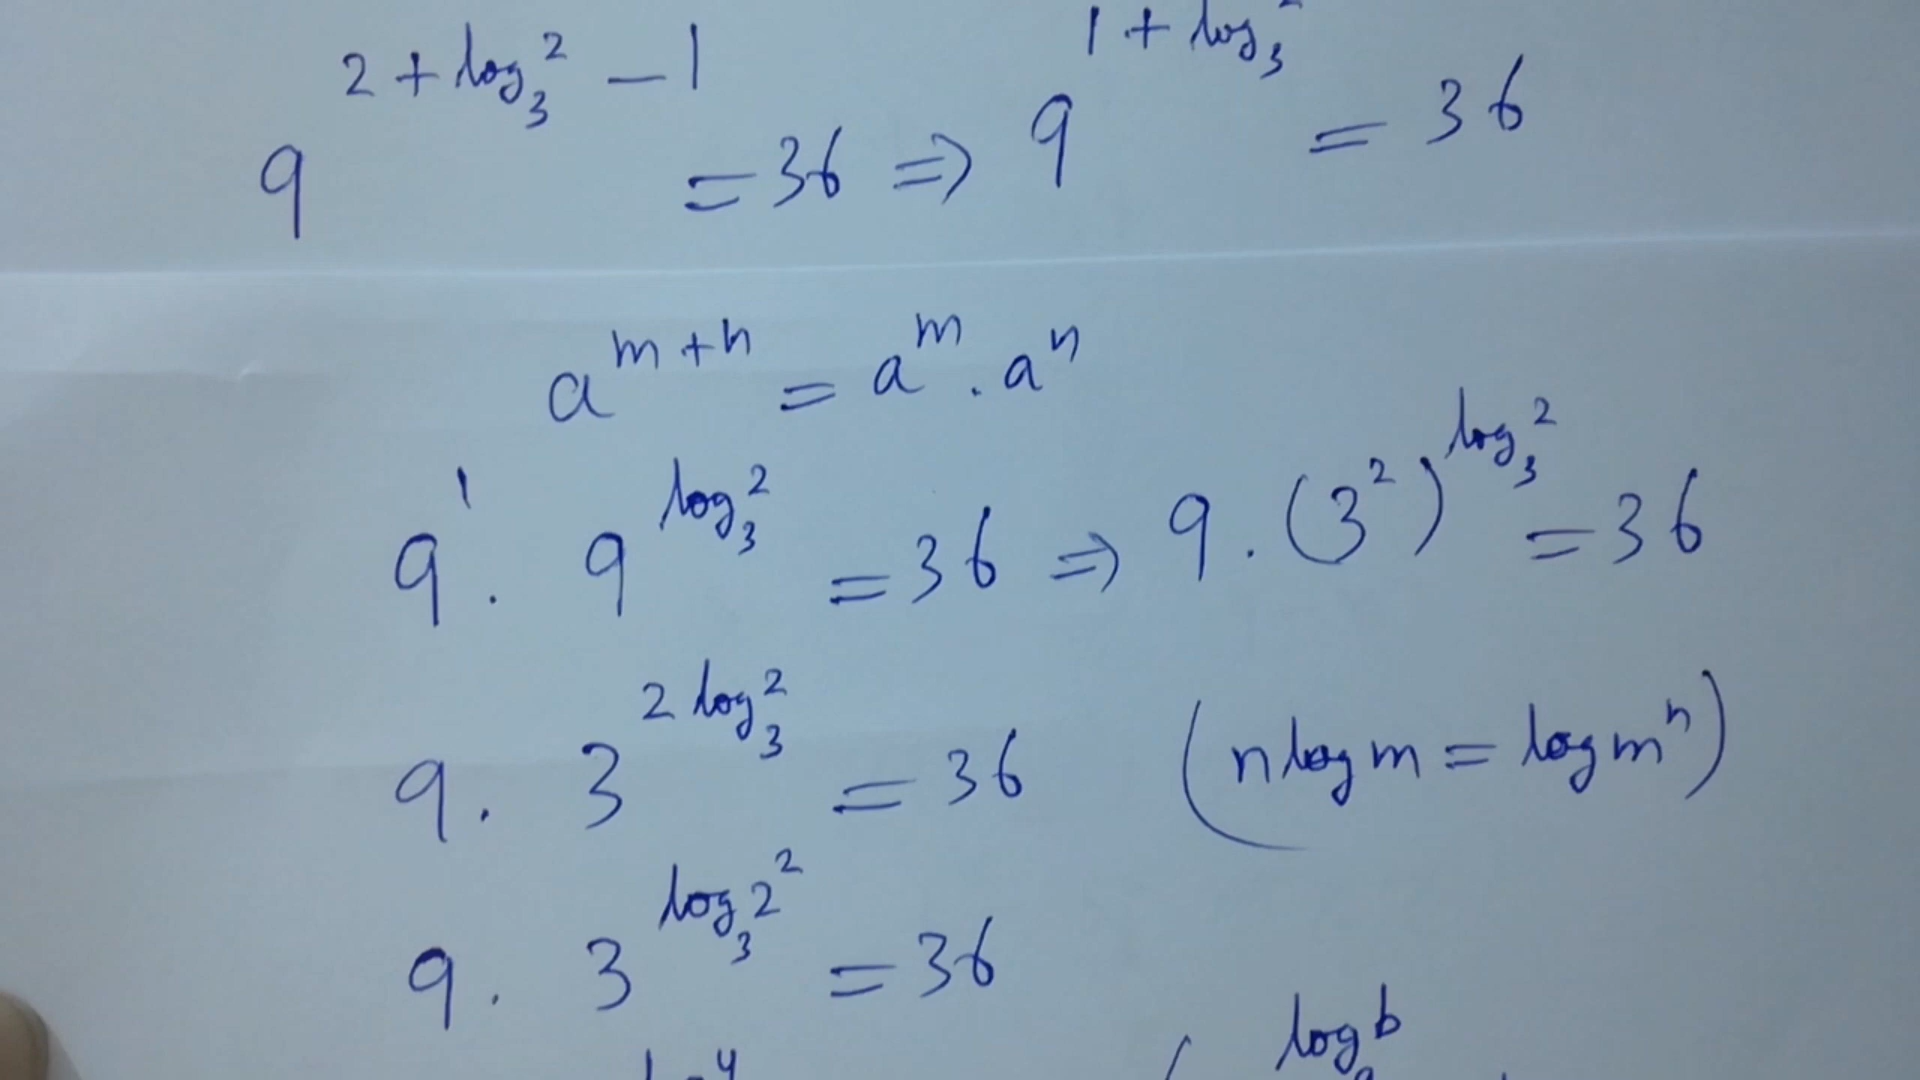 9^{2 + log_3 2 - 1} = 36 ⇒ 9^{1 + log_3 2} = 36
a^{m+n} = a^m . a^n
9^1 . 9^{log_3 2} = 36 ⇒ 9 . (3^2)^{log_3 2} = 36
9 . 3^{2 log_3 2} = 36 (n log m = log m^n)
9 . 3^{log_3 2^2} = 36
log b